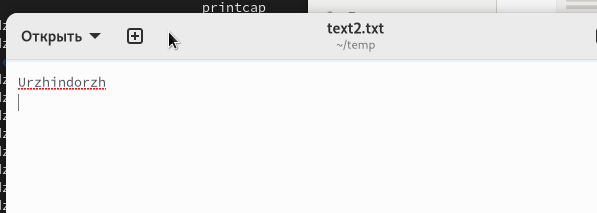 printcap
Открыть
text2.txt
~/temp
Urzhindorzh